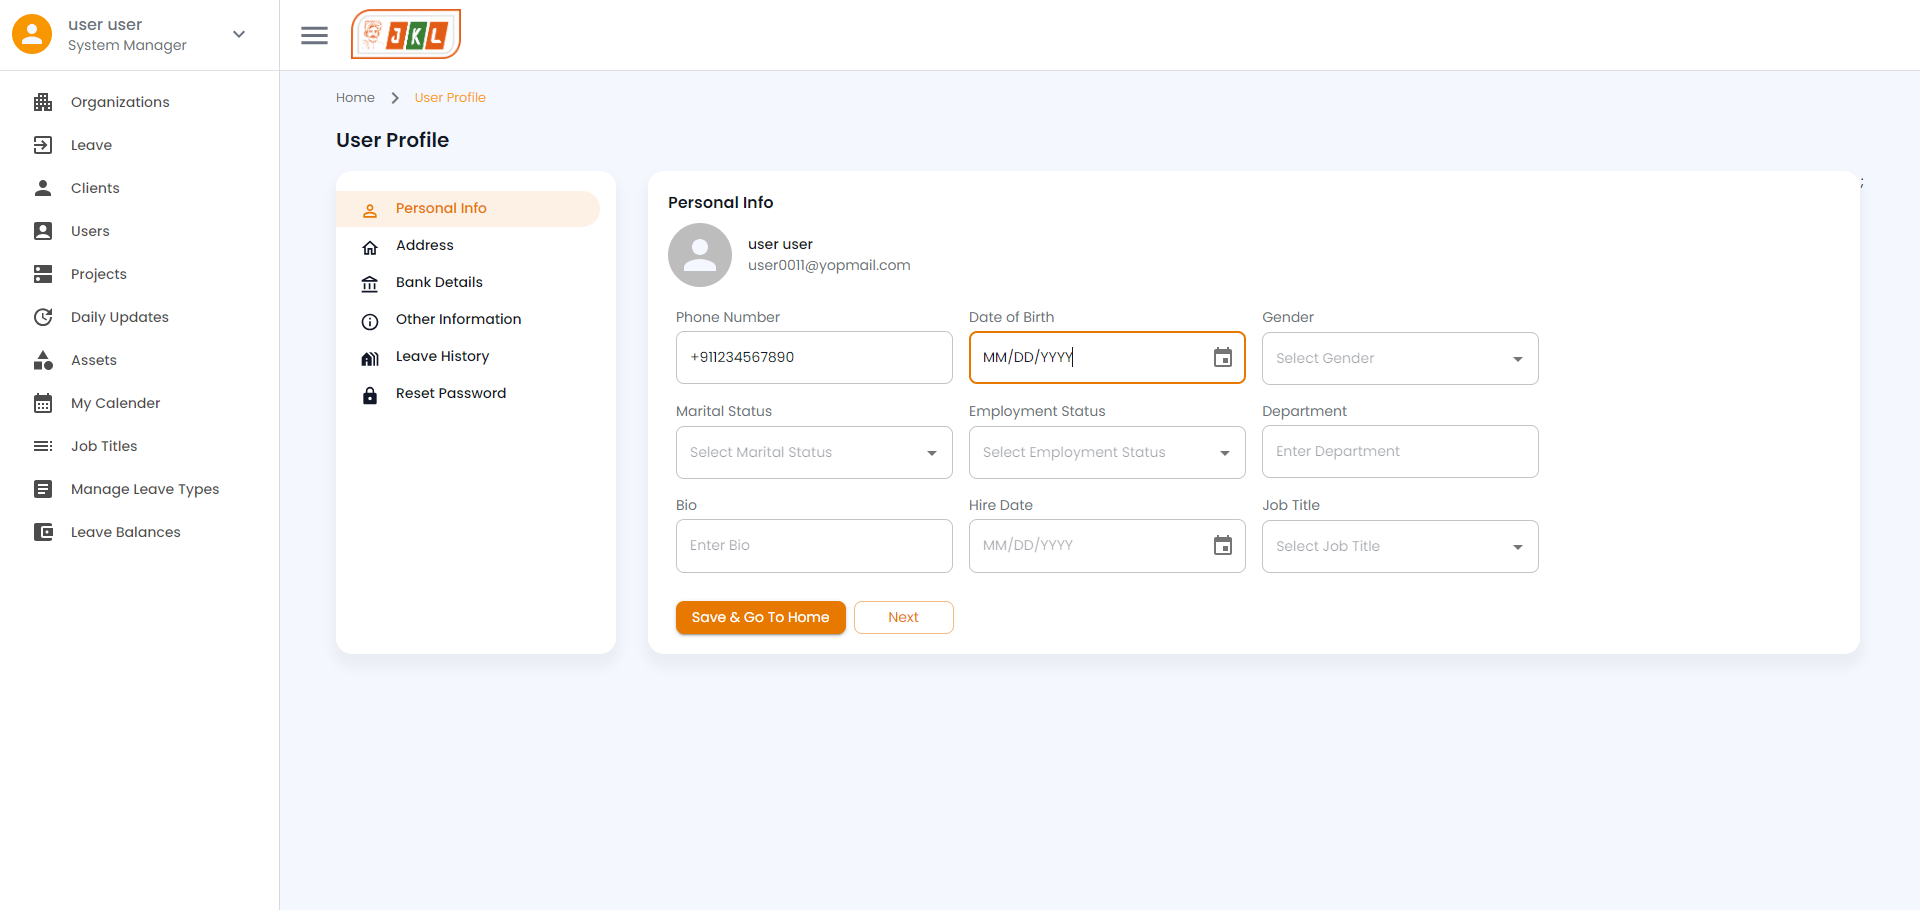 user user
System Manager
JKL
Organizations
Leave
Clients
Users
Projects
Daily Updates
Assets
My Calender
Job Titles
Manage Leave Types
Leave Balances
Home
User Profile
User Profile
Personal Info
Address
Bank Details
Other Information
Leave History
Reset Password
;
Personal Info
user user
user0011@yopmail.com
Phone Number
Date of Birth
Gender
+911234567890
MM/DD/YYYY
Select Gender
Marital Status
Employment Status
Department
Select Marital Status
Select Employment Status
Enter Department
Bio
Hire Date
Job Title
Enter Bio
MM/DD/YYYY
Select Job Title
Save & Go To Home
Next